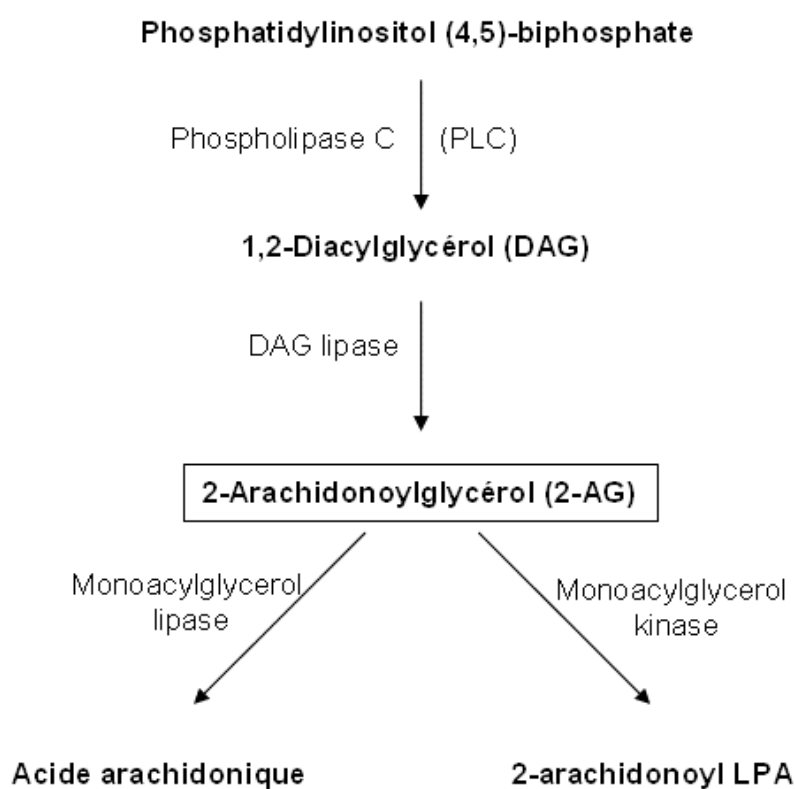 Phosphatidylinositol (4,5)-biphosphate
Phospholipase C (PLC)
1,2-Diacylglycérol (DAG)
DAG lipase
2-Arachidonoylglycérol (2-AG)
Monoacylglycerol
lipase
Monoacylglycerol
kinase
Acide arachidonique
2-arachidonoyl LPA